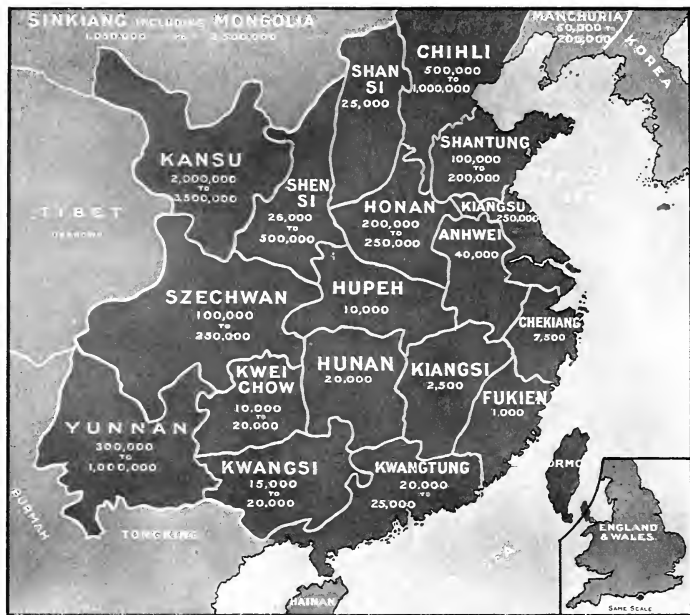 SINKIANG INCLUDING MONGOLIA
TO 2,500,000
MANCHURIA
50,000 TO
200,000
KOREA
CHIHLI
500,000
TO
1,000,000
SHAN
SI
25,000
KANSU
2,000,000
TO
3,500,000
SHEN
SI
26,000
TO
500,000
SHANTUNG
100,000
TO
200,000
HONAN
200,000
TO
250,000
KIANGSU
250,000
ANHWEI
40,000
TIBET
UNKNOWN
SZECHWAN
100,000
TO
250,000
HUPEH
10,000
CHEKIANG
7,500
KWEI
CHOW
10,000
TO
20,000
HUNAN
20,000
KIANGSI
2,500
FUKIEN
1,000
YUNNAN
300,000
TO
1,000,000
KWANGSI
15,000
TO
20,000
KWANGTUNG
20,000
TO
25,000
ORMO
BURMAH
TONGKING
HAINAN
ENGLAND
& WALES
SAME SCALE